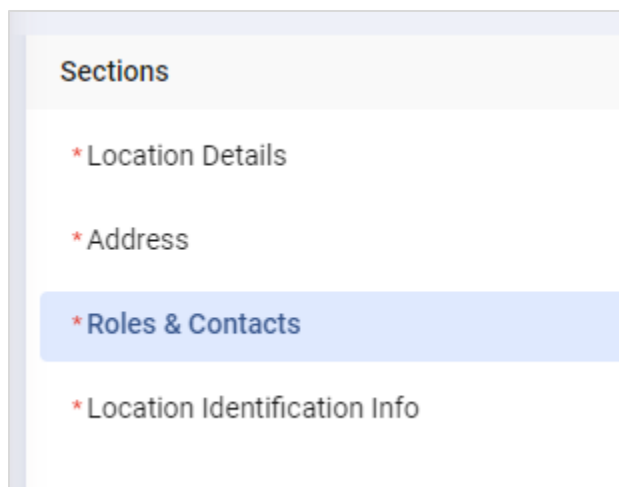 Sections
* Location Details
* Address
* Roles & Contacts
* Location Identification Info